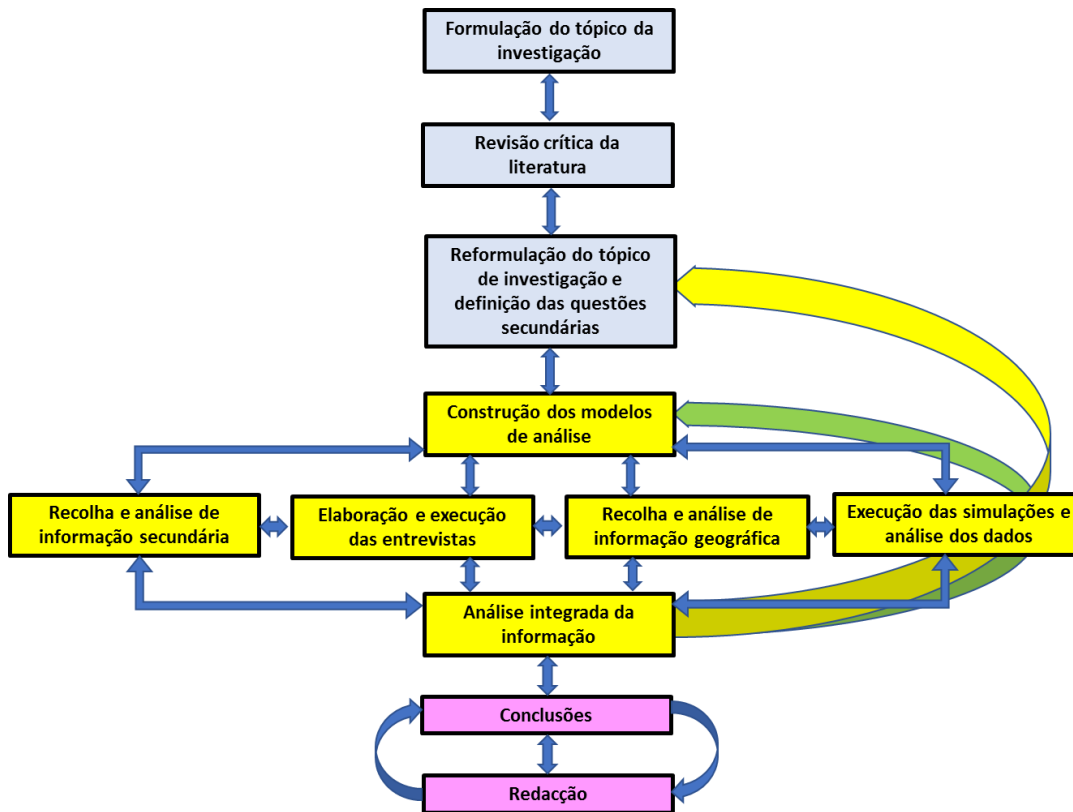 Formulação do tópico da
investigação
Revisão crítica da
literatura
Reformulação do tópico
de investigação e
definição das questões
secundárias
Construção dos modelos
de análise
Recolha e análise de
informação secundária
Elaboração e execução
das entrevistas
Recolha e análise de
informação geográfica
Execução das simulações e
análise dos dados
Análise integrada da
informação
Conclusões
Redacção